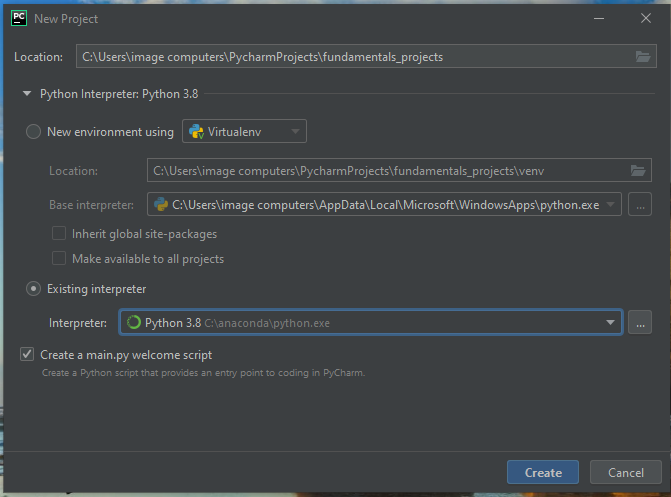 PC New Project
Location: C:\Users\image computers\PycharmProjects\fundamentals_projects
Python Interpreter: Python 3.8
New environment using Virtualenv
Location: C:\Users\image computers\PycharmProjects\fundamentals_projects\venv
Base interpreter: C:\Users\image computers\AppData\Local\Microsoft\WindowsApps\python.exe ...
Inherit global site-packages
Make available to all projects
Existing interpreter
Interpreter: Python 3.8 C:\anaconda\python.exe ...
Create a main.py welcome script
Create a Python script that provides an entry point to coding in PyCharm.
Create Cancel